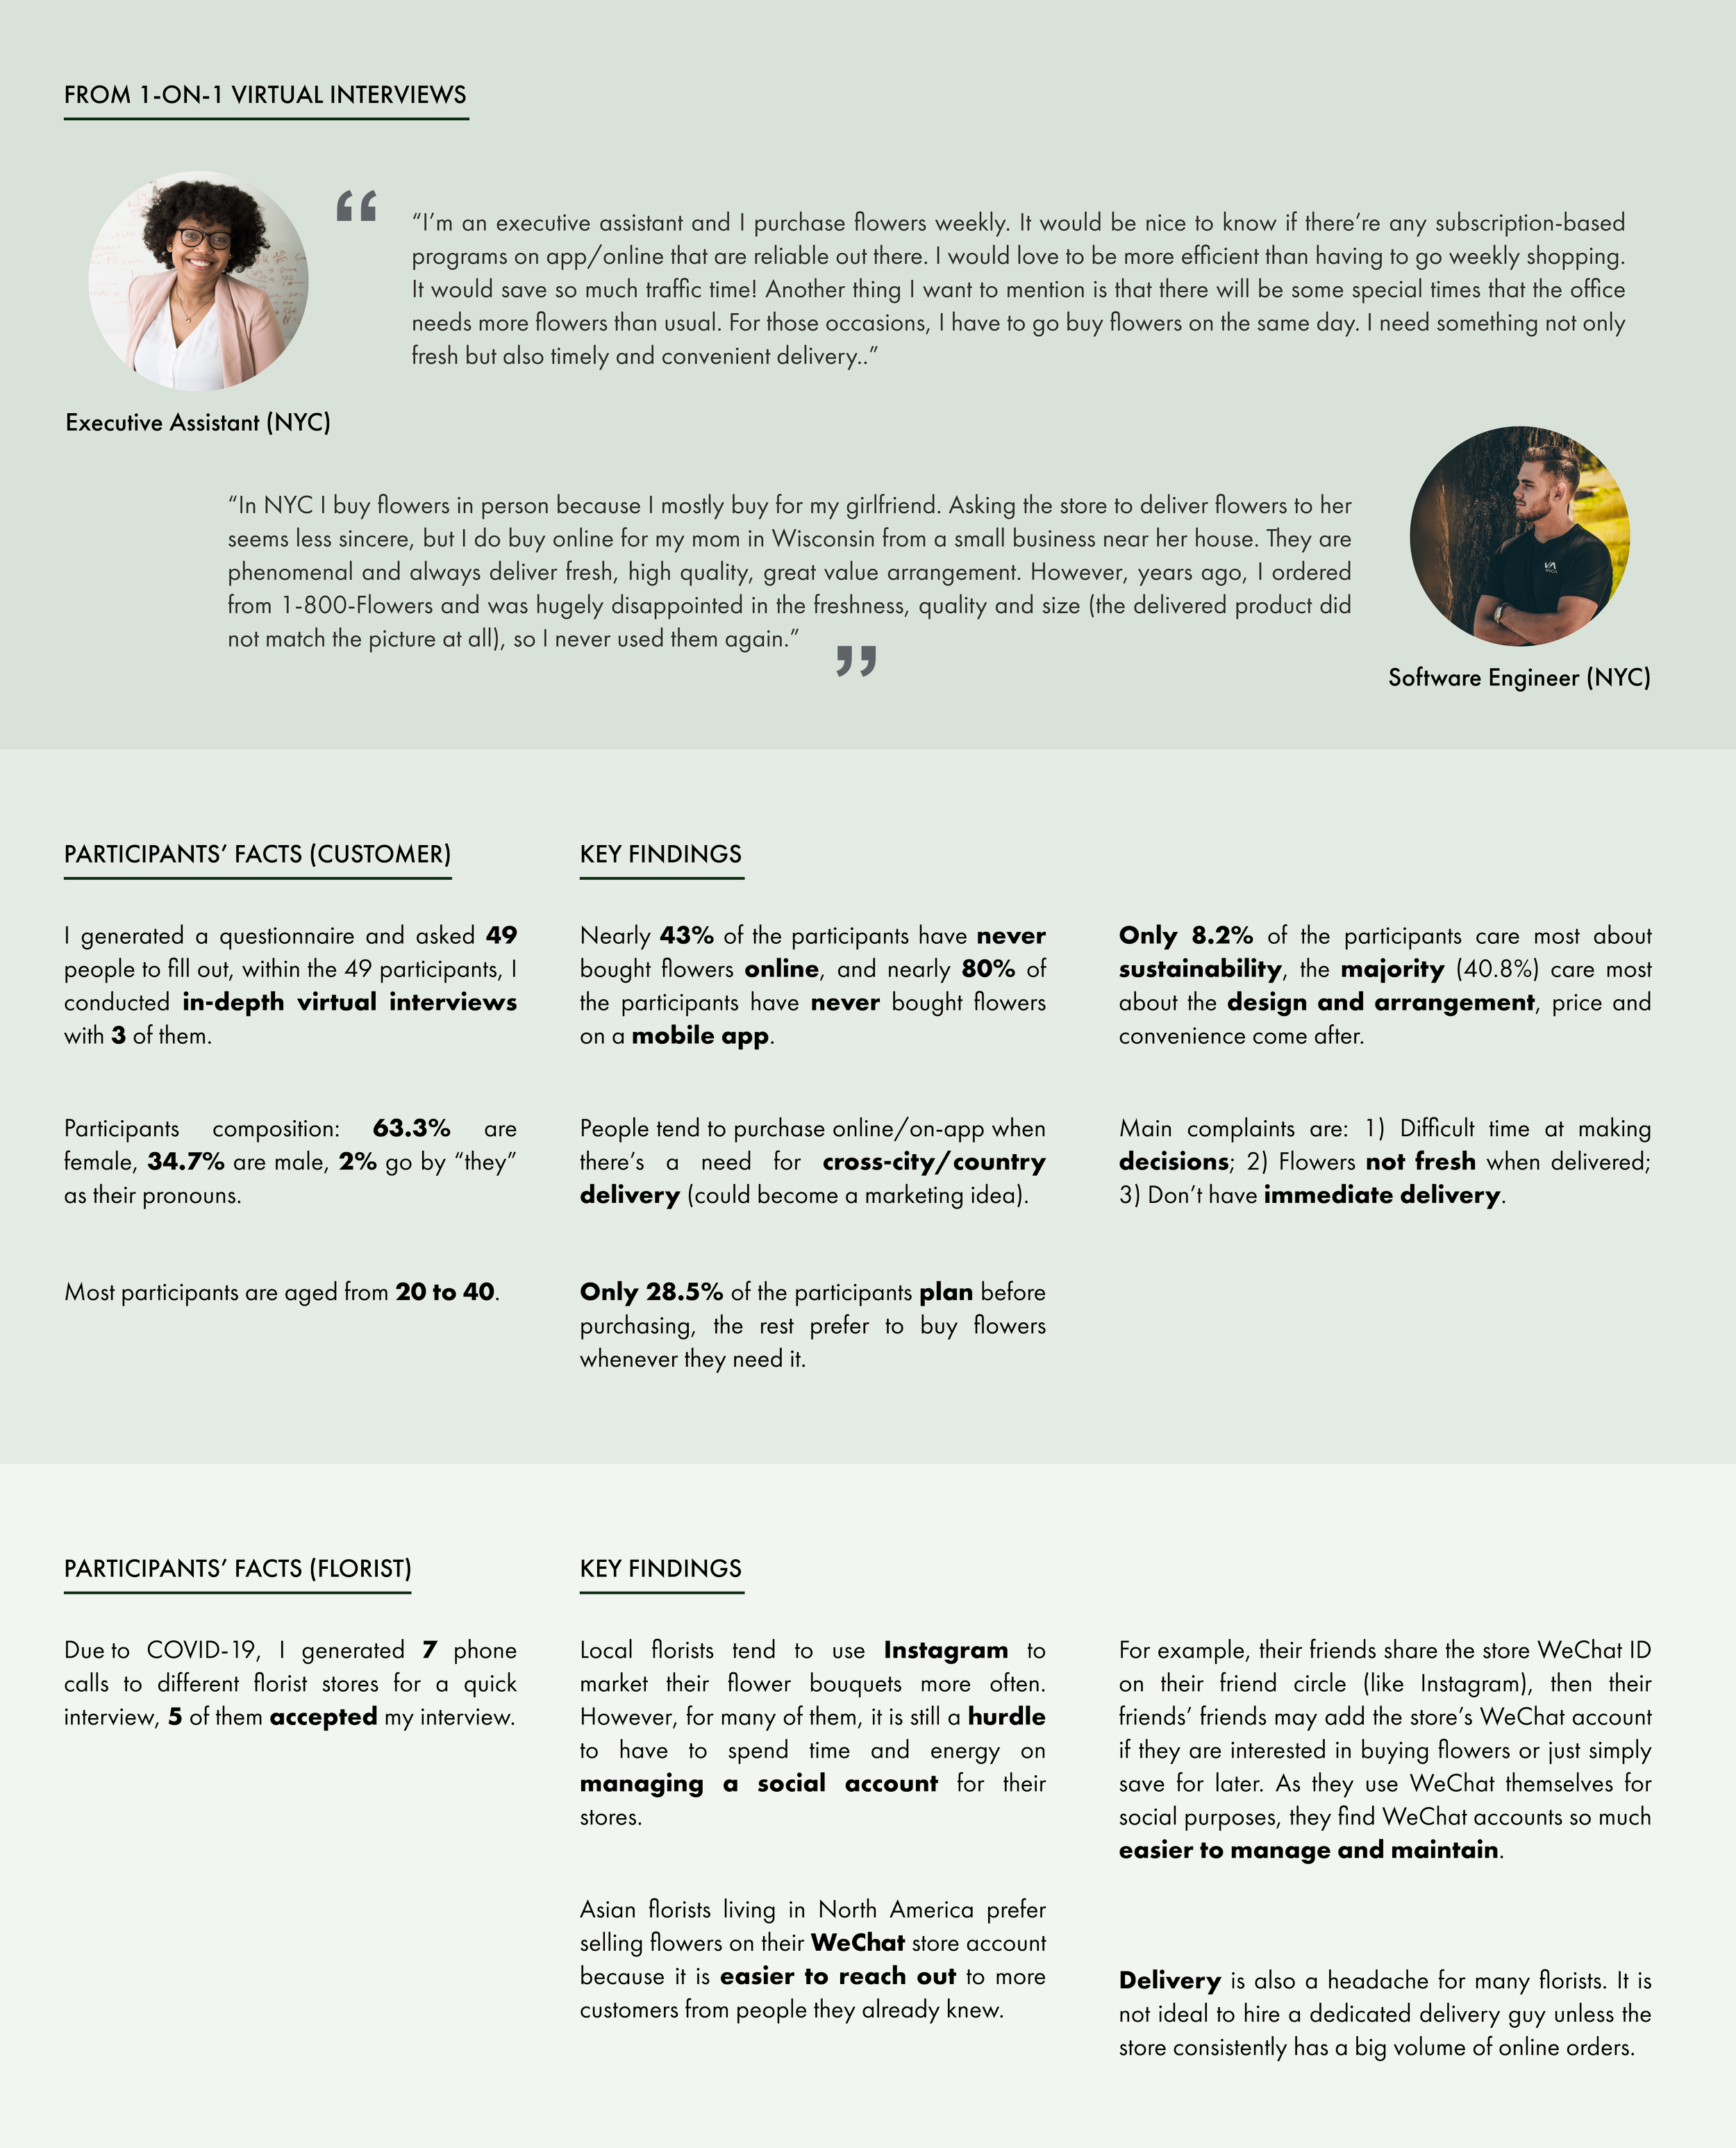 FROM 1-ON-1 VIRTUAL INTERVIEWS
“I’m an executive assistant and I purchase flowers weekly. It would be nice to know if there’re any subscription-based
programs on app/online that are reliable out there. I would love to be more efficient than having to go weekly shopping.
It would save so much traffic time! Another thing I want to mention is that there will be some special times that the office
needs more flowers than usual. For those occasions, I have to go buy flowers on the same day. I need something not only
fresh but also timely and convenient delivery..”
Executive Assistant (NYC)
“In NYC I buy flowers in person because I mostly buy for my girlfriend. Asking the store to deliver flowers to her
seems less sincere, but I do buy online for my mom in Wisconsin from a small business near her house. They are
phenomenal and always deliver fresh, high quality, great value arrangement. However, years ago, I ordered
from 1-800-Flowers and was hugely disappointed in the freshness, quality and size (the delivered product did
not match the picture at all), so I never used them again.”
Software Engineer (NYC)
PARTICIPANTS’ FACTS (CUSTOMER)
I generated a questionnaire and asked 49
people to fill out, within the 49 participants, I
conducted in-depth virtual interviews
with 3 of them.
Participants composition: 63.3% are
female, 34.7% are male, 2% go by “they”
as their pronouns.
Most participants are aged from 20 to 40.
KEY FINDINGS
Nearly 43% of the participants have never
bought flowers online, and nearly 80% of
the participants have never bought flowers
on a mobile app.
People tend to purchase online/on-app when
there’s a need for cross-city/country
delivery (could become a marketing idea).
Only 28.5% of the participants plan before
purchasing, the rest prefer to buy flowers
whenever they need it.
Only 8.2% of the participants care most about
sustainability, the majority (40.8%) care most
about the design and arrangement, price and
convenience come after.
Main complaints are: 1) Difficult time at making
decisions; 2) Flowers not fresh when delivered;
3) Don’t have immediate delivery.
PARTICIPANTS’ FACTS (FLORIST)
Due to COVID-19, I generated 7 phone
calls to different florist stores for a quick
interview, 5 of them accepted my interview.
KEY FINDINGS
Local florists tend to use Instagram to
market their flower bouquets more often.
However, for many of them, it is still a hurdle
to have to spend time and energy on
managing a social account for their
stores.
Asian florists living in North America prefer
selling flowers on their WeChat store account
because it is easier to reach out to more
customers from people they already knew.
For example, their friends share the store WeChat ID
on their friend circle (like Instagram), then their
friends’ friends may add the store’s WeChat account
if they are interested in buying flowers or just simply
save for later. As they use WeChat themselves for
social purposes, they find WeChat accounts so much
easier to manage and maintain.
Delivery is also a headache for many florists. It is
not ideal to hire a dedicated delivery guy unless the
store consistently has a big volume of online orders.